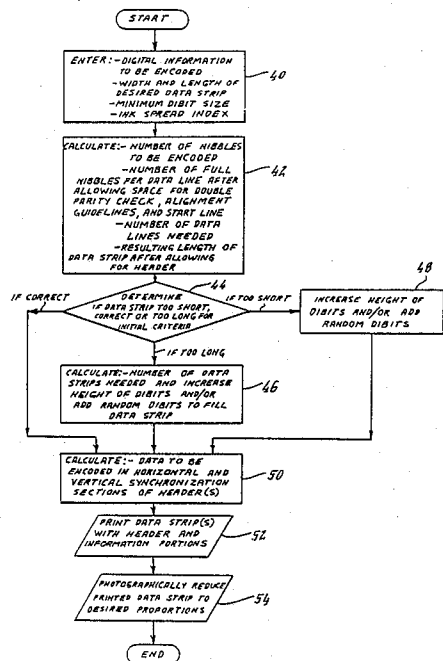 START
ENTER:-DIGITAL INFORMATION
TO BE ENCODED
-WIDTH AND LENGTH OF
DESIRED DATA STRIP
-MINIMUM DIBIT SIZE
-INK SPREAD INDEX
40
CALCULATE:-NUMBER OF NIBBLES
TO BE ENCODED
-NUMBER OF FULL
NIBBLES PER DATA LINE AFTER
ALLOWING SPACE FOR DOUBLE
PARITY CHECK, ALIGNMENT
GUIDELINES, AND START LINE
-NUMBER OF DATA
LINES NEEDED
-RESULTING LENGTH OF
DATA STRIP AFTER ALLOWING
FOR HEADER
42
44
IF CORRECT
DETERMINE
IF DATA STRIP TOO SHORT,
CORRECT OR TOO LONG FOR
INITIAL CRITERIA
IF TOO SHORT
48
INCREASE HEIGHT OF
DIBITS AND/OR ADD
RANDOM DIBITS
IF TOO LONG
CALCULATE:-NUMBER OF DATA
STRIPS NEEDED AND INCREASE
HEIGHT OF DIBITS AND/OR
ADD RANDOM DIBITS TO FILL
DATA STRIP
46
CALCULATE:- DATA TO BE
ENCODED IN HORIZONTAL AND
VERTICAL SYNCHRONIZATION
SECTIONS OF HEADER(S)
50
PRINT DATA STRIP(S)
WITH HEADER AND
INFORMATION PORTIONS
52
PHOTOGRAPHICALLY REDUCE
PRINTED DATA STRIP TO
DESIRED PROPORTIONS
54
END